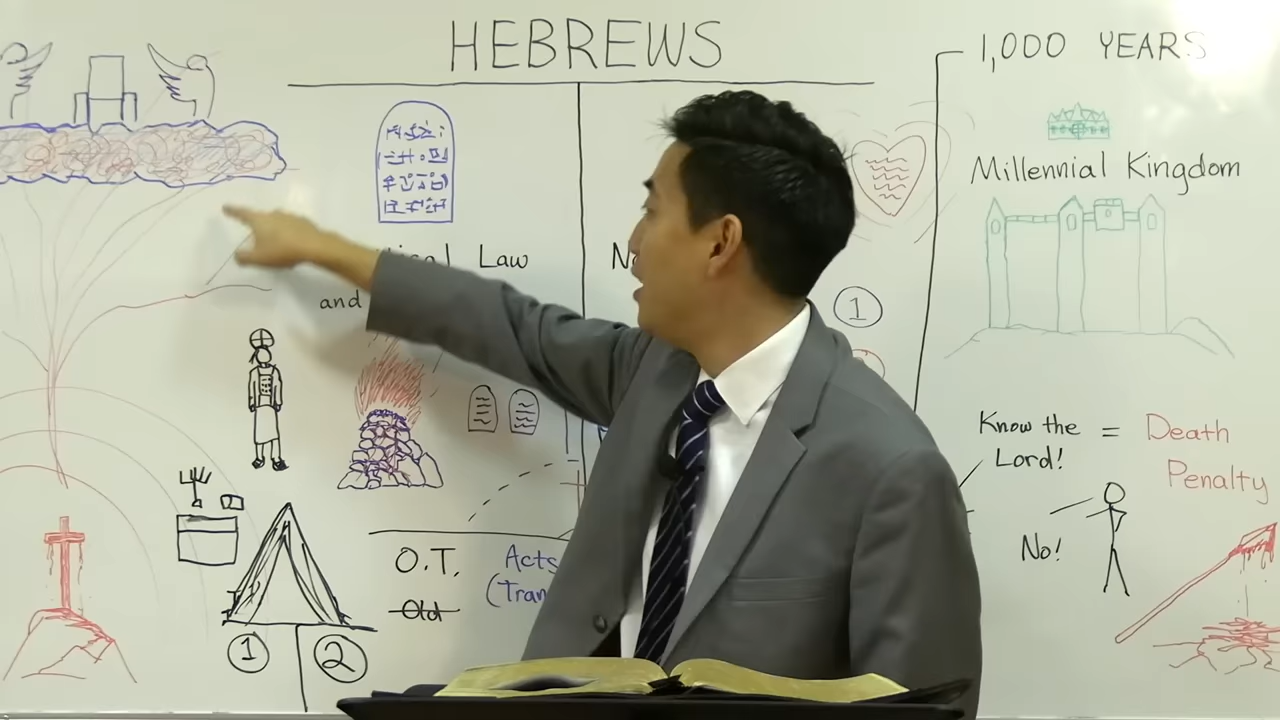 HEBREWS
1,000 YEARS
Millennial Kingdom
Law
and
1
Know the
Lord!
=
Death
Penalty
No!
O.T.
Old
Acts
1
2